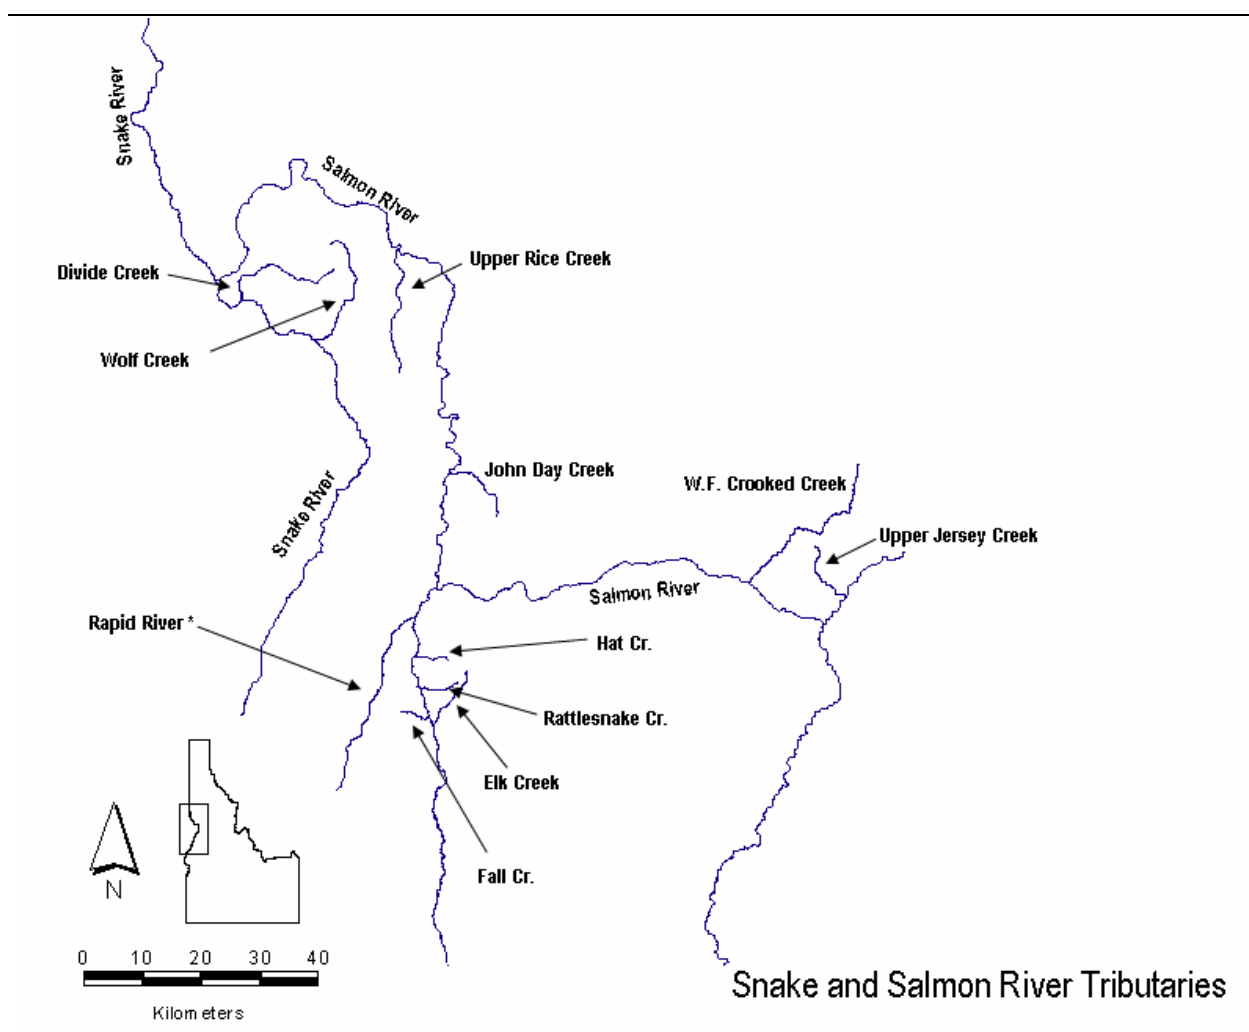 Snake River
Salmon River
Upper Rice Creek
Divide Creek
Wolf Creek
John Day Creek
W.F. Crooked Creek
Snake River
Upper Jersey Creek
Salmon River
Rapid River *
Hat Cr.
Rattlesnake Cr.
Elk Creek
Fall Cr.
N
0 10 20 30 40
Kilometers
Snake and Salmon River Tributaries